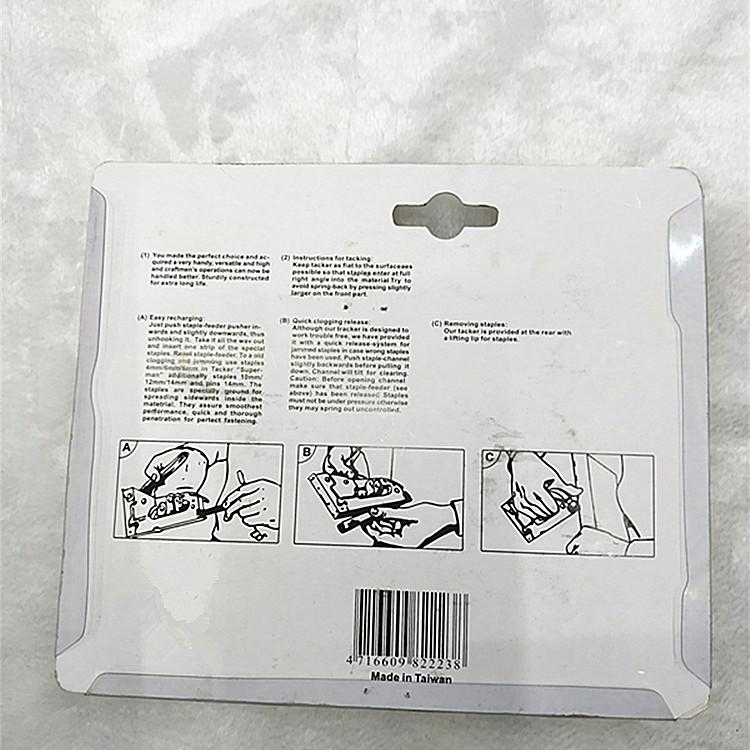 (1) You made the perfect choice and ac-
quired a very handy, versatile and high
and craftmen's operations can now be
handled better. Sturdily constructed
for extra long life.
(2) Instructions for tacking:
Keep tacker as flat to the surfaceaes
possible so that staples enter at full
right angle into the material Try to
avoid spring-back by pressing slightly
larger on the front part.
(A) Easy recharging:
Just push staple-feeder pusher in-
wards and slightly downwards, thus
unhooking it. Take it all the way out
and insert one strip of the special
staples. Reset staple-feeder. To a old
clogging and jamming use staples
4mm/6mm/8mm in Tacker "Super-
man" additionally staples 10mm/
12mm/14mm and pins 14mm. The
staples are specially ground for
spreading sidewards inside the
matertial. They assure smoothest
performance, quick and thorough
penetration for perfect fastening.
(B) Quick clogging release:
Although our tracker is designed to
work trouble free, we have provided
it with a quick release-system for
jammed staples in case wrong staples
have been used. Push staple-channel
slightly backwards before pulling it
down. Channel will tilt for clearing.
Caution: Before opening channel
make sure that staple-feeder (see
above) has been released. Staples
must not be under pressure otherwise
they may spring out uncontrolled.
(C) Removing staples:
Our tacker is provided at the rear with
a lifting lip for staples.
A
B
C
4 716609 822238
Made in Taiwan